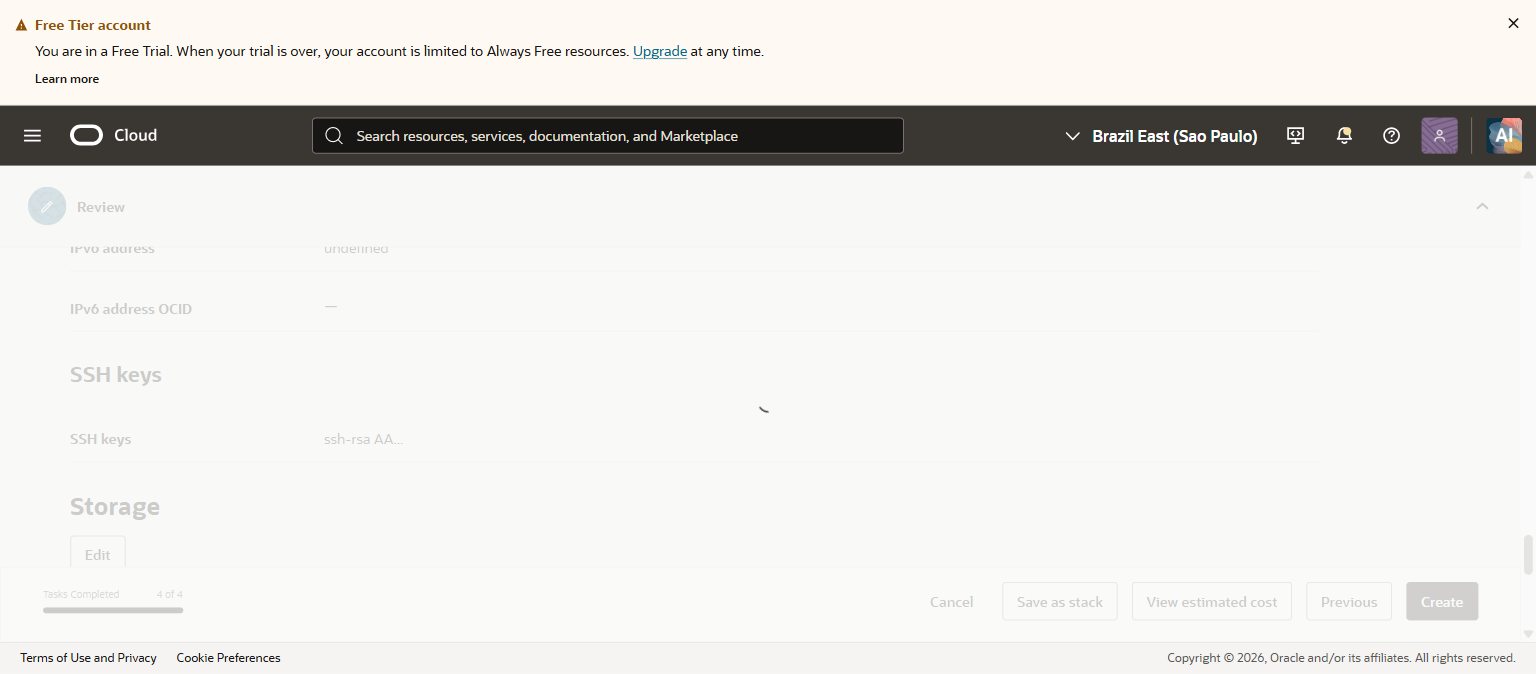 Free Tier account
You are in a Free Trial. When your trial is over, your account is limited to Always Free resources. Upgrade at any time.
Learn more
Cloud
Search resources, services, documentation, and Marketplace
Brazil East (Sao Paulo)
AI
Review
IPv6 address undefined
IPv6 address OCID —
SSH keys
SSH keys ssh-rsa AA...
Storage
Edit
Tasks Completed 4 of 4
Cancel
Save as stack
View estimated cost
Previous
Create
Terms of Use and Privacy
Cookie Preferences
Copyright © 2026, Oracle and/or its affiliates. All rights reserved.